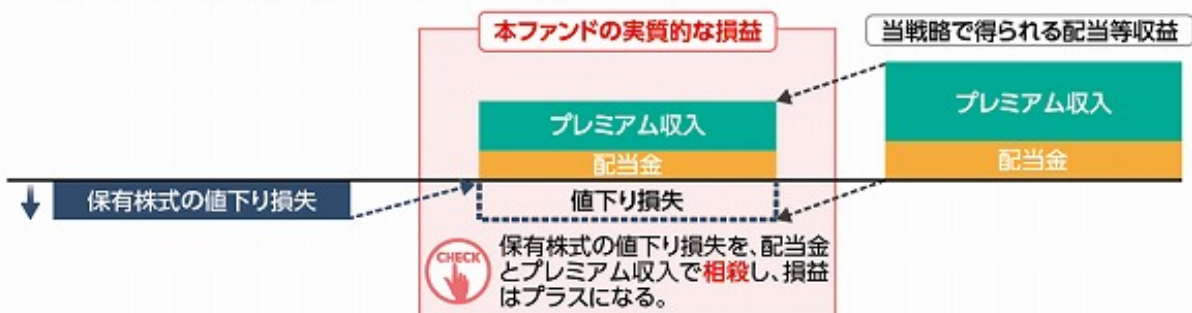 本ファンドの実質的な損益
当戦略で得られる配当等収益
プレミアム収入
プレミアム収入
配当金
配当金
保有株式の値下り損失
値下り損失
CHECK
保有株式の値下り損失を、配当金
とプレミアム収入で相殺し、損益
はプラスになる。